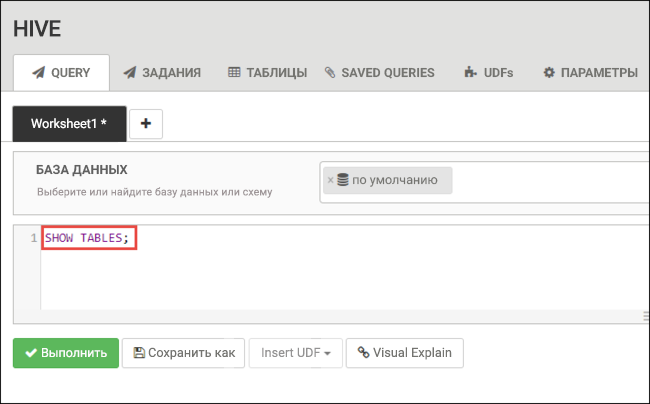 HIVE
QUERY ЗАДАНИЯ ТАБЛИЦЫ SAVED QUERIES UDFs ПАРАМЕТРЫ
Worksheet1 * +
БАЗА ДАННЫХ
Выберите или найдите базу данных или схему
× по умолчанию
1 SHOW TABLES;
Выполнить Сохранить как Insert UDF Visual Explain